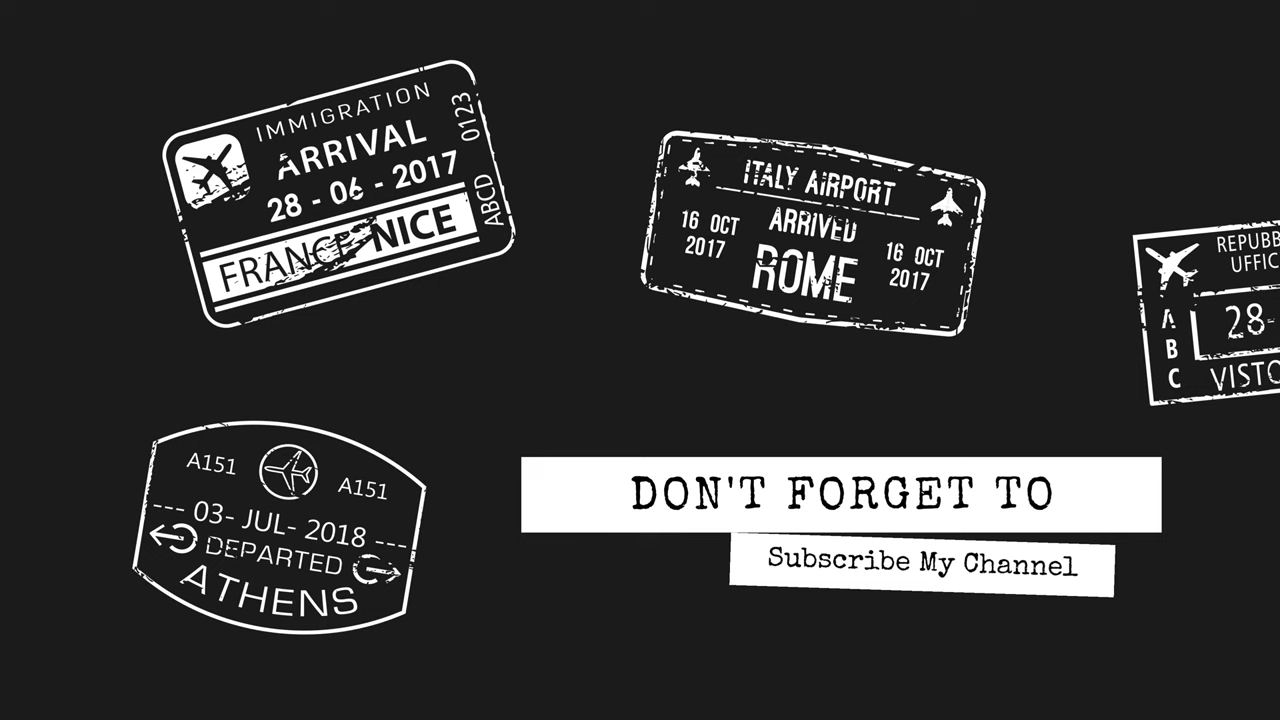 IMMIGRATION
ARRIVAL
28 - 06 - 2017
FRANCE NICE
0123
ABCD
ITALY AIRPORT
16 OCT
2017
ARRIVED
ROME
16 OCT
2017
A
B
C
28-
A151
A151
--- 03- JUL- 2018 ---
DEPARTED
ATHENS
DON'T FORGET TO
Subscribe My Channel